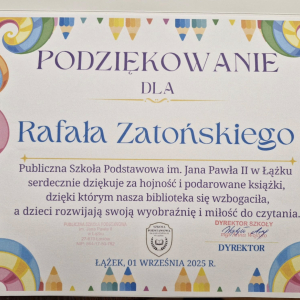 PODZIĘKOWANIE
DLA
Rafała Zatońskiego
Publiczna Szkoła Podstawowa im. Jana Pawła II w Łążku
serdecznie dziękuje za hojność i podarowane książki,
dzięki którym nasza biblioteka się wzbogaciła,
a dzieci rozwijają swoją wyobraźnię i miłość do czytania.
DYREKTOR SZKOŁY
DYREKTOR
ŁĄŻEK, 01 WRZEŚNIA 2025 R.